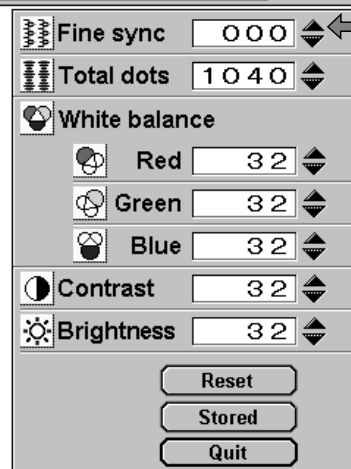 Fine sync 000
Total dots 1040
White balance
Red 32
Green 32
Blue 32
Contrast 32
Brightness 32
Reset
Stored
Quit